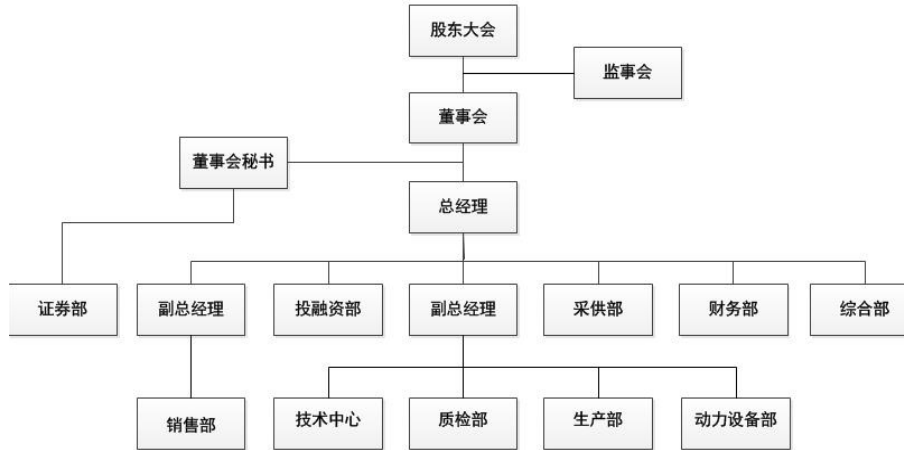 股东大会
监事会
董事会
董事会秘书
总经理
证券部
副总经理
投融资部
副总经理
采供部
财务部
综合部
销售部
技术中心
质检部
生产部
动力设备部